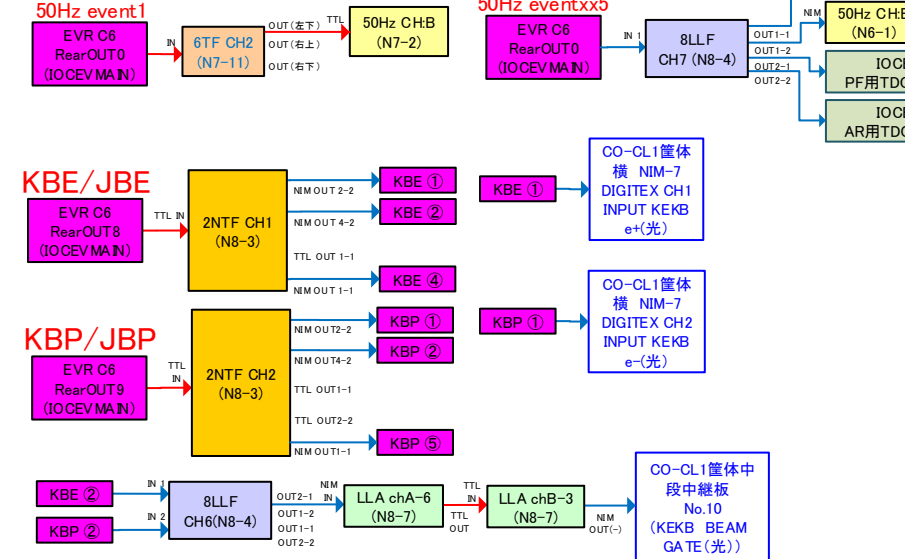 50Hz event1
EVR C6
RearOUT0
(IOCEVMAIN)
IN
6TF CH2
(N7-11)
OUT(左下)
OUT(右上)
OUT(右下)
TTL
50Hz CH:B
(N7-2)
50Hz eventxx5
EVR C6
RearOUT0
(IOCEVMAIN)
IN 1
8LLF
CH7 (N8-4)
OUT1-1
OUT1-2
OUT2-1
OUT2-2
NIM
50Hz CH:B
(N6-1)
PF用TDC
AR用TDC
KBE/JBE
EVR C6
RearOUT8
(IOCEVMAIN)
TTL IN
2NTF CH1
(N8-3)
NIM OUT 2-2
NIM OUT 4-2
TTL OUT 1-1
NIM OUT 1-1
KBE ①
KBE ②
KBE ④
KBE ①
CO-CL1筐体
横 NIM-7
DIGITEX CH1
INPUT KEKB
e+(光)
KBP/JBP
EVR C6
RearOUT9
(IOCEVMAIN)
TTL
IN
2NTF CH2
(N8-3)
NIM OUT2-2
NIM OUT4-2
TTL OUT1-1
TTL OUT2-2
NIM OUT1-1
KBP ①
KBP ②
KBP ⑤
KBP ①
CO-CL1筐体
横 NIM-7
DIGITEX CH2
INPUT KEKB
e-(光)
KBE ②
KBP ②
IN 1
IN 2
8LLF
CH6(N8-4)
OUT2-1
OUT1-2
OUT1-1
OUT2-2
NIM
IN
LLA chA-6
(N8-7)
TTL
IN
TTL
OUT
LLA chB-3
(N8-7)
NIM
OUT(-)
CO-CL1筐体中
段中継板
No.10
(KEKB BEAM
GATE(光))